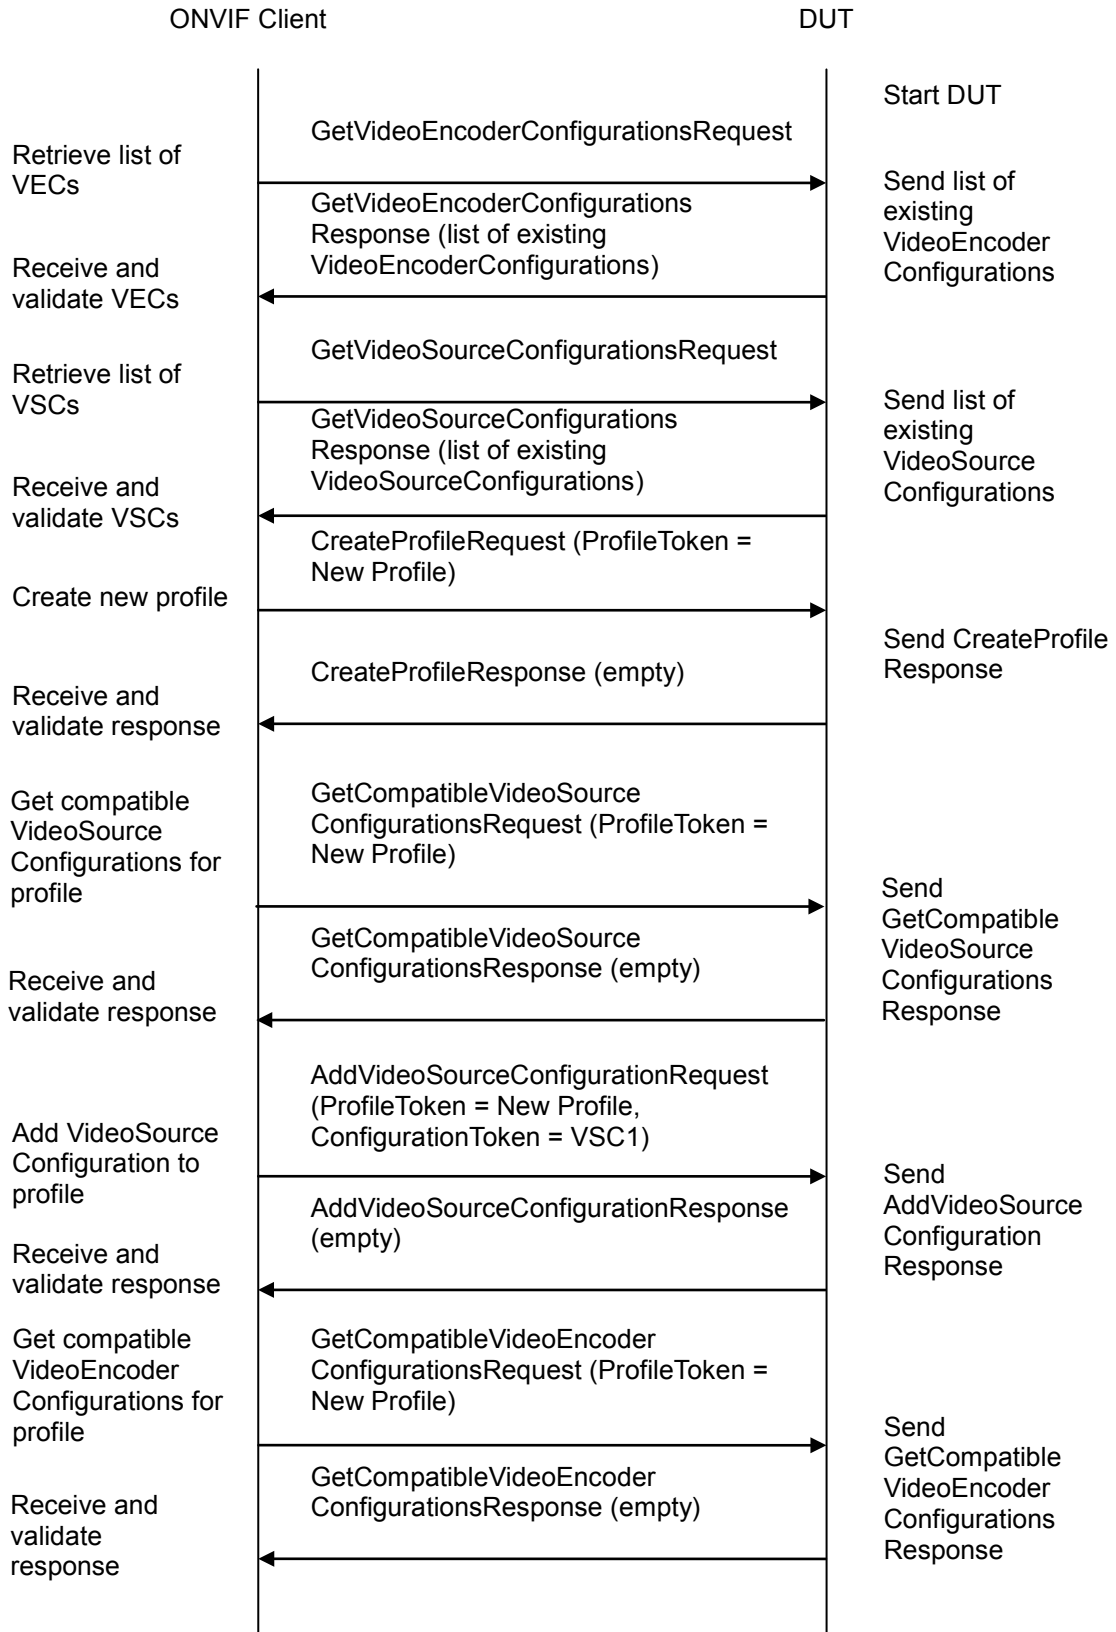 ONVIF Client
DUT
Start DUT
GetVideoEncoderConfigurationsRequest
Retrieve list of
VECs
Send list of
existing
VideoEncoder
Configurations
GetVideoEncoderConfigurations
Response (list of existing
VideoEncoderConfigurations)
Receive and
validate VECs
GetVideoSourceConfigurationsRequest
Retrieve list of
VSCs
Send list of
existing
VideoSource
Configurations
GetVideoSourceConfigurations
Response (list of existing
VideoSourceConfigurations)
Receive and
validate VSCs
CreateProfileRequest (ProfileToken =
New Profile)
Create new profile
Send CreateProfile
Response
CreateProfileResponse (empty)
Receive and
validate response
Get compatible
VideoSource
Configurations for
profile
GetCompatibleVideoSource
ConfigurationsRequest (ProfileToken =
New Profile)
Send
GetCompatible
VideoSource
Configurations
Response
GetCompatibleVideoSource
ConfigurationsResponse (empty)
Receive and
validate response
AddVideoSourceConfigurationRequest
(ProfileToken = New Profile,
ConfigurationToken = VSC1)
Add VideoSource
Configuration to
profile
Send
AddVideoSource
Configuration
Response
AddVideoSourceConfigurationResponse
(empty)
Receive and
validate response
Get compatible
VideoEncoder
Configurations for
profile
GetCompatibleVideoEncoder
ConfigurationsRequest (ProfileToken =
New Profile)
Send
GetCompatible
VideoEncoder
Configurations
Response
GetCompatibleVideoEncoder
ConfigurationsResponse (empty)
Receive and
validate
response